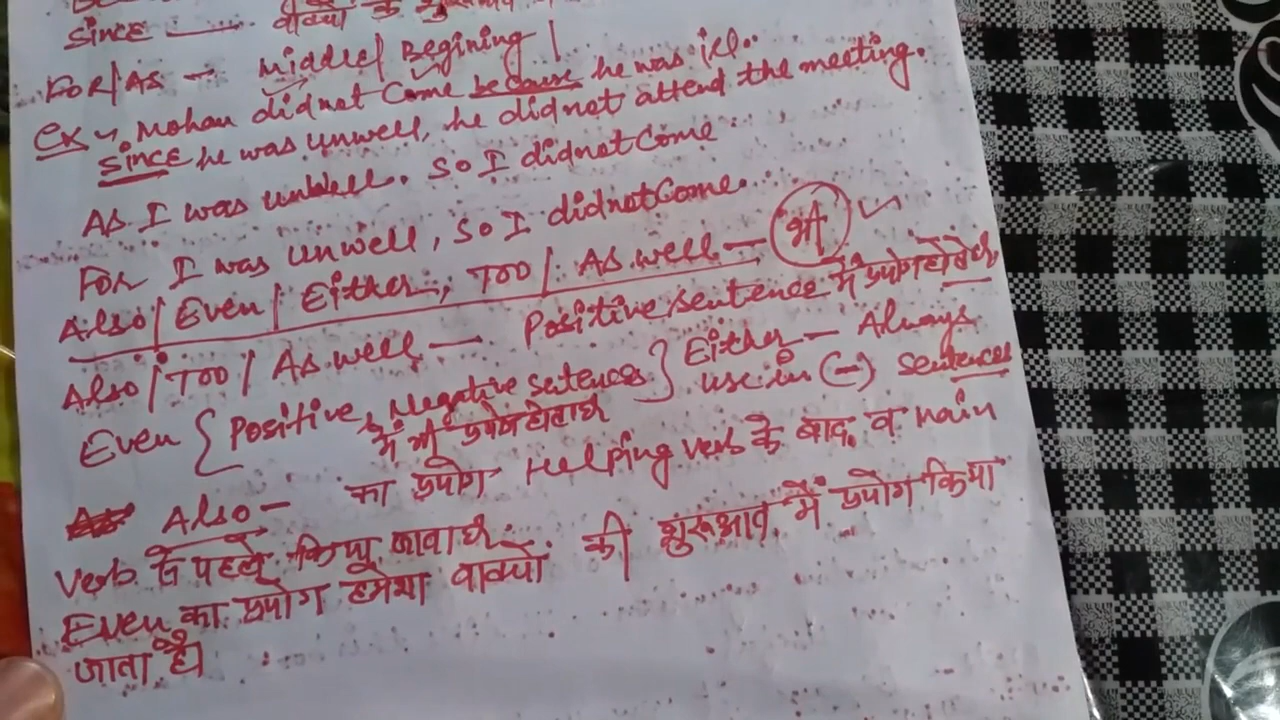 Since — वाक्यो के शुरुआत
FOR/AS — middle/ Begining |
ex → Mohan didnot Come because he was ill.
Since he was unwell, he didnot attend the meeting.
As I was unwell. So I didnot Come
For I was unwell, So I didnot Come.
Also/ Even/ Either, Too/ As well — भी
Also/ Too/ As well — Positive sentence में प्रयोग होते है,
Even { Positive, Negative sentences } Either — Always
में भी प्रयोग होता है use in (-) sentences
Also — का प्रयोग Helping verb के बाद, व main
verb से पहले किया जाता है.
Even का प्रयोग हमेशा वाक्यो की शुरूआत में प्रयोग किया
जाता है।